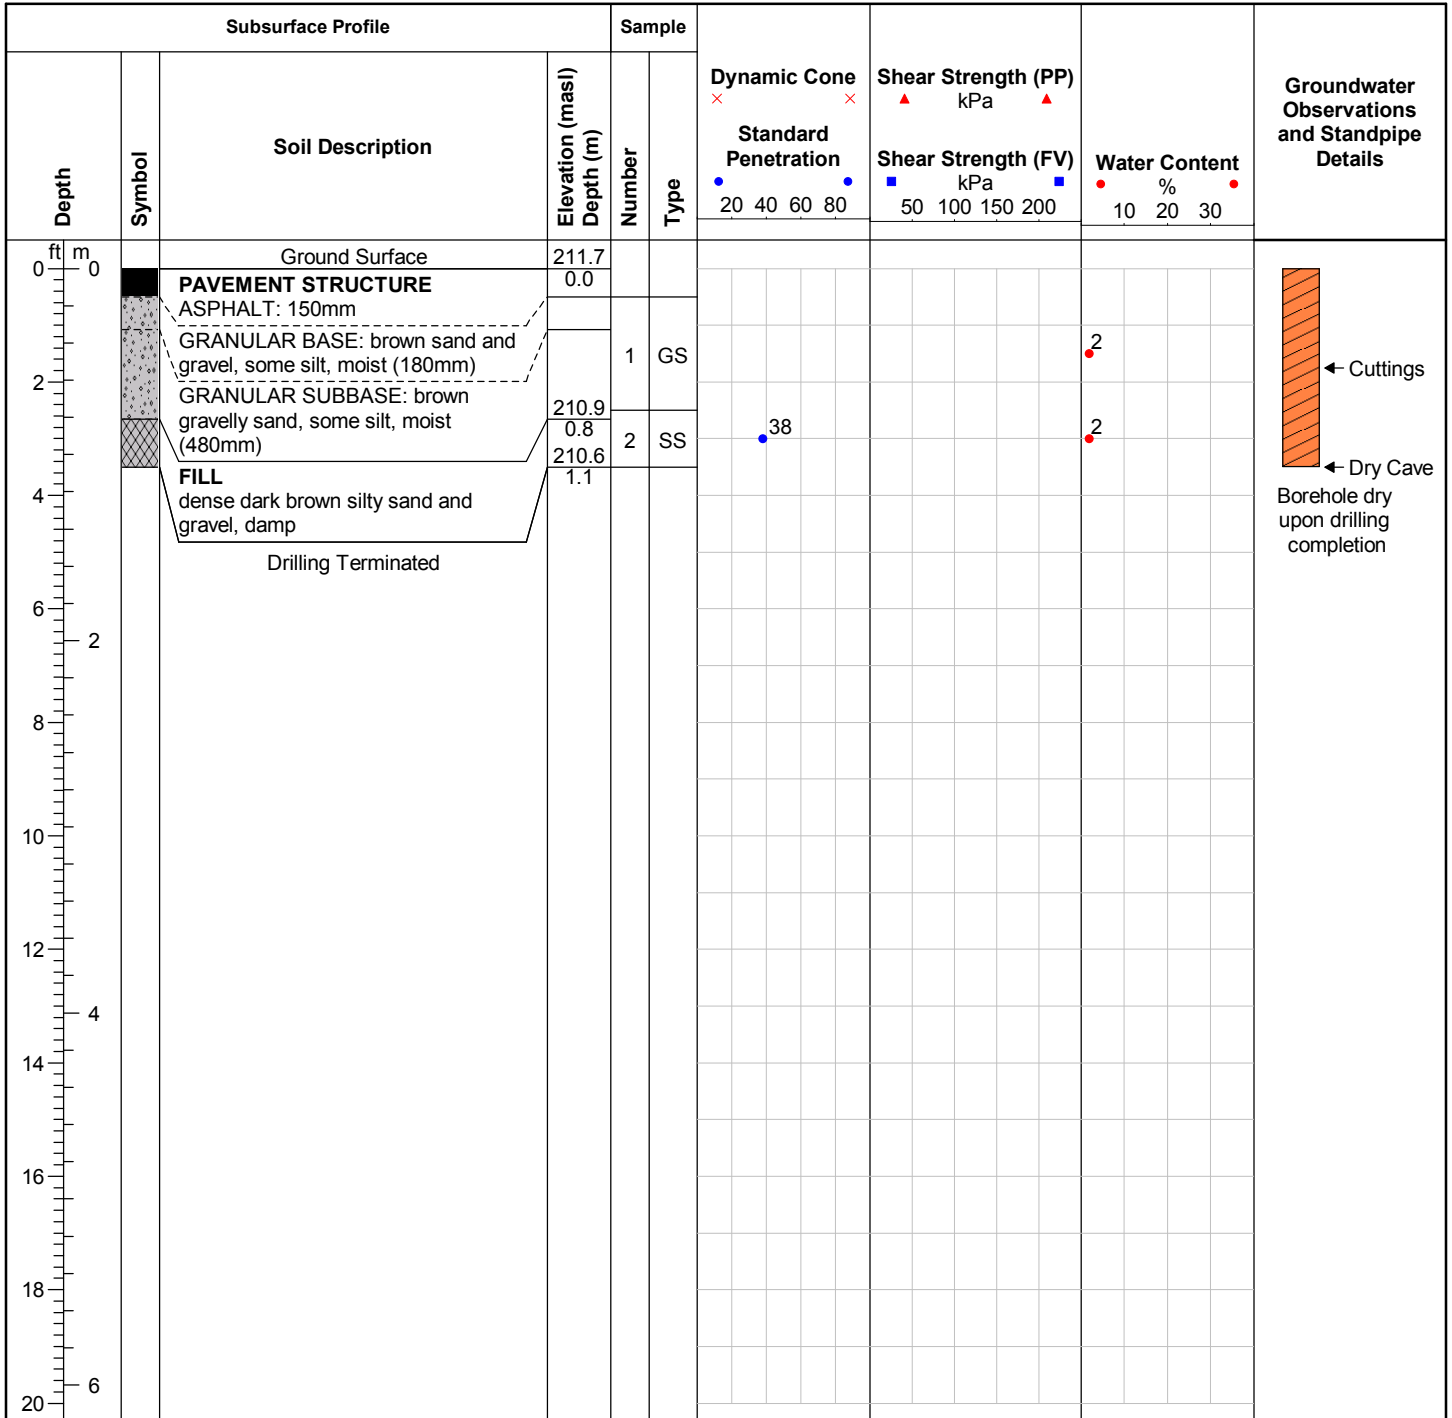 Subsurface Profile
Sample
Depth
Symbol
Soil Description
Elevation (masl)
Depth (m)
Number
Type
Dynamic Cone
Standard
Penetration
20 40 60 80
Shear Strength (PP)
kPa
Shear Strength (FV)
kPa
50 100 150 200
Water Content
%
10 20 30
Groundwater
Observations
and Standpipe
Details
ft m
0 0
2
4
6
2
8
10
12
4
14
16
18
6
20
Ground Surface
211.7
0.0
PAVEMENT STRUCTURE
ASPHALT: 150mm
GRANULAR BASE: brown sand and
gravel, some silt, moist (180mm)
GRANULAR SUBBASE: brown
gravelly sand, some silt, moist
(480mm)
210.9
0.8
210.6
1.1
FILL
dense dark brown silty sand and
gravel, damp
Drilling Terminated
1 GS
2 SS
38
2
2
Cuttings
Dry Cave
Borehole dry
upon drilling
completion